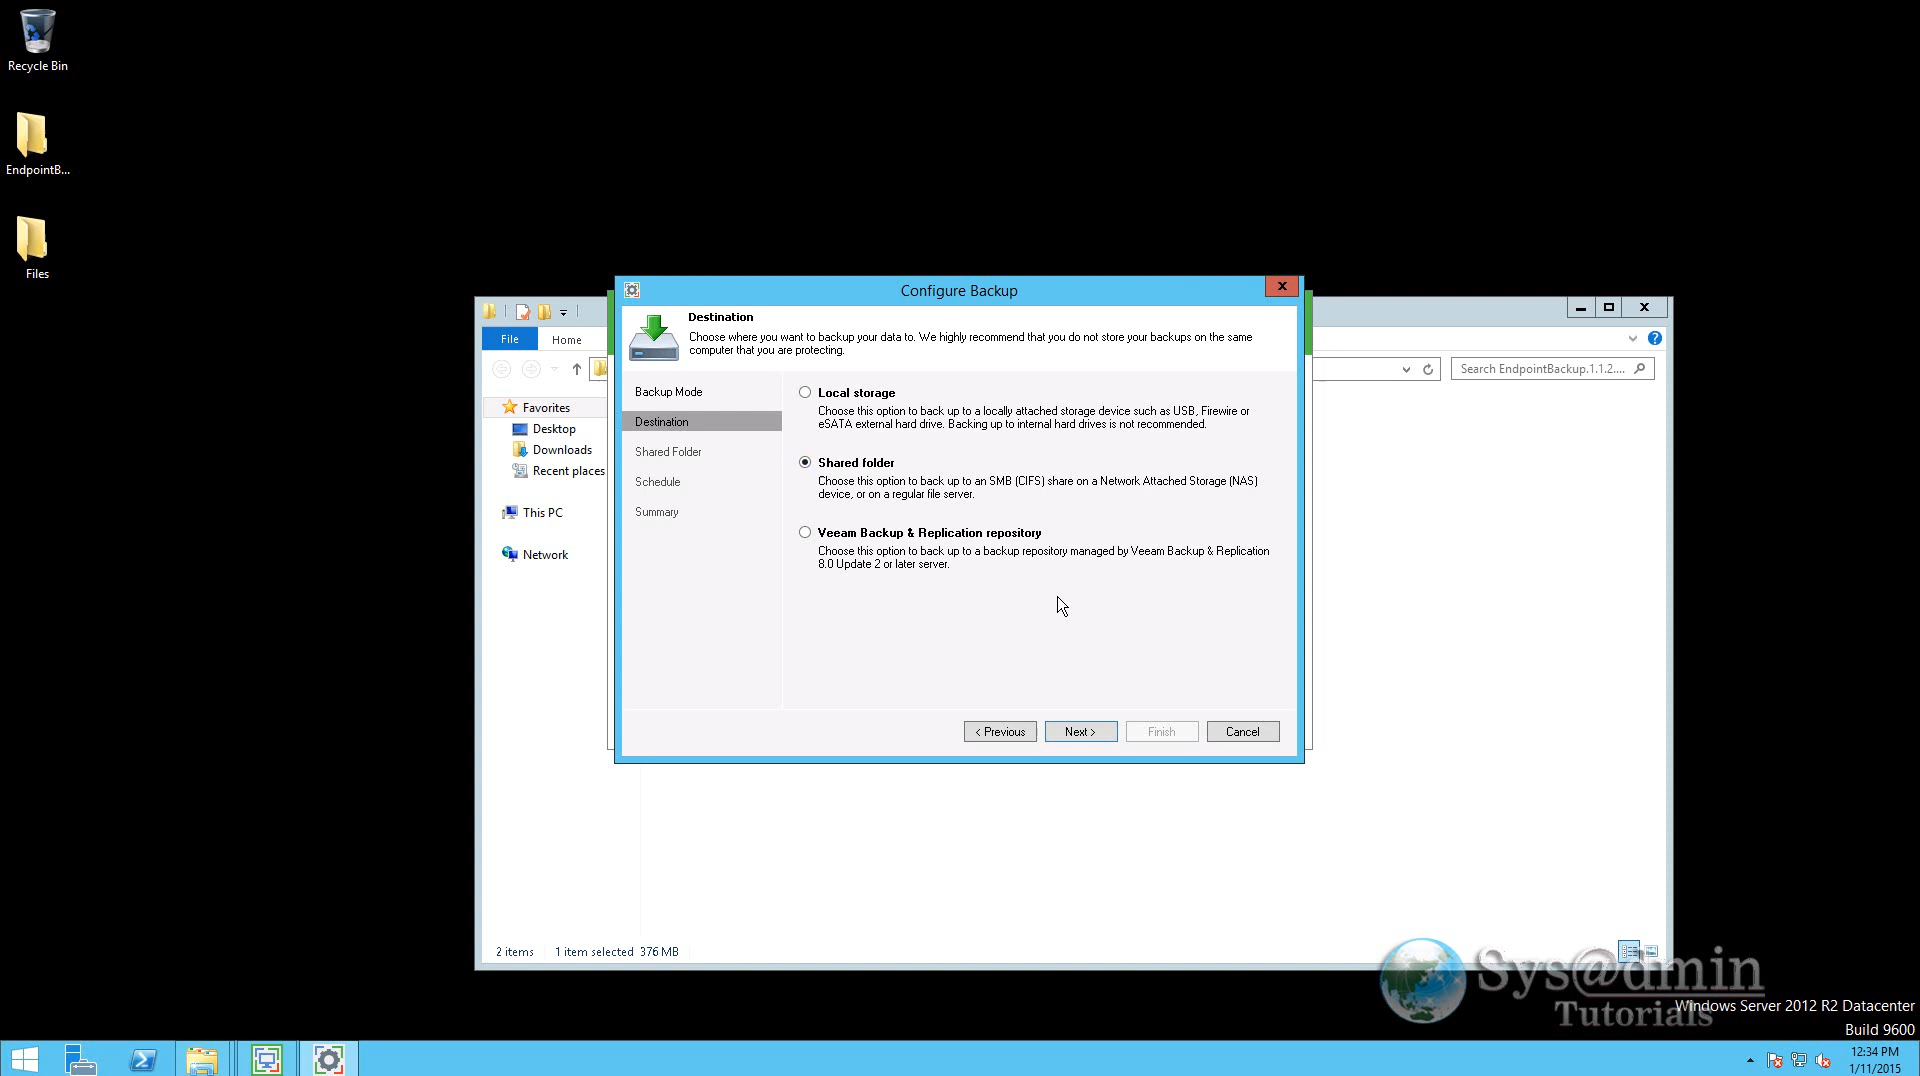 Recycle Bin
EndpointB...
Files
File
Home
Search EndpointBackup.1.1.2....
Favorites
Desktop
Downloads
Recent places
This PC
Network
2 items
1 item selected 376 MB
Configure Backup
Destination
Choose where you want to backup your data to. We highly recommend that you do not store your backups on the same
computer that you are protecting.
Backup Mode
Destination
Shared Folder
Schedule
Summary
Local storage
Choose this option to back up to a locally attached storage device such as USB, Firewire or
eSATA external hard drive. Backing up to internal hard drives is not recommended.
Shared folder
Choose this option to back up to an SMB (CIFS) share on a Network Attached Storage (NAS)
device, or on a regular file server.
Veeam Backup & Replication repository
Choose this option to back up to a backup repository managed by Veeam Backup & Replication
8.0 Update 2 or later server.
< Previous
Next >
Finish
Cancel
Sys@dmin
Tutorials
Windows Server 2012 R2 Datacenter
Build 9600
12:34 PM
1/11/2015